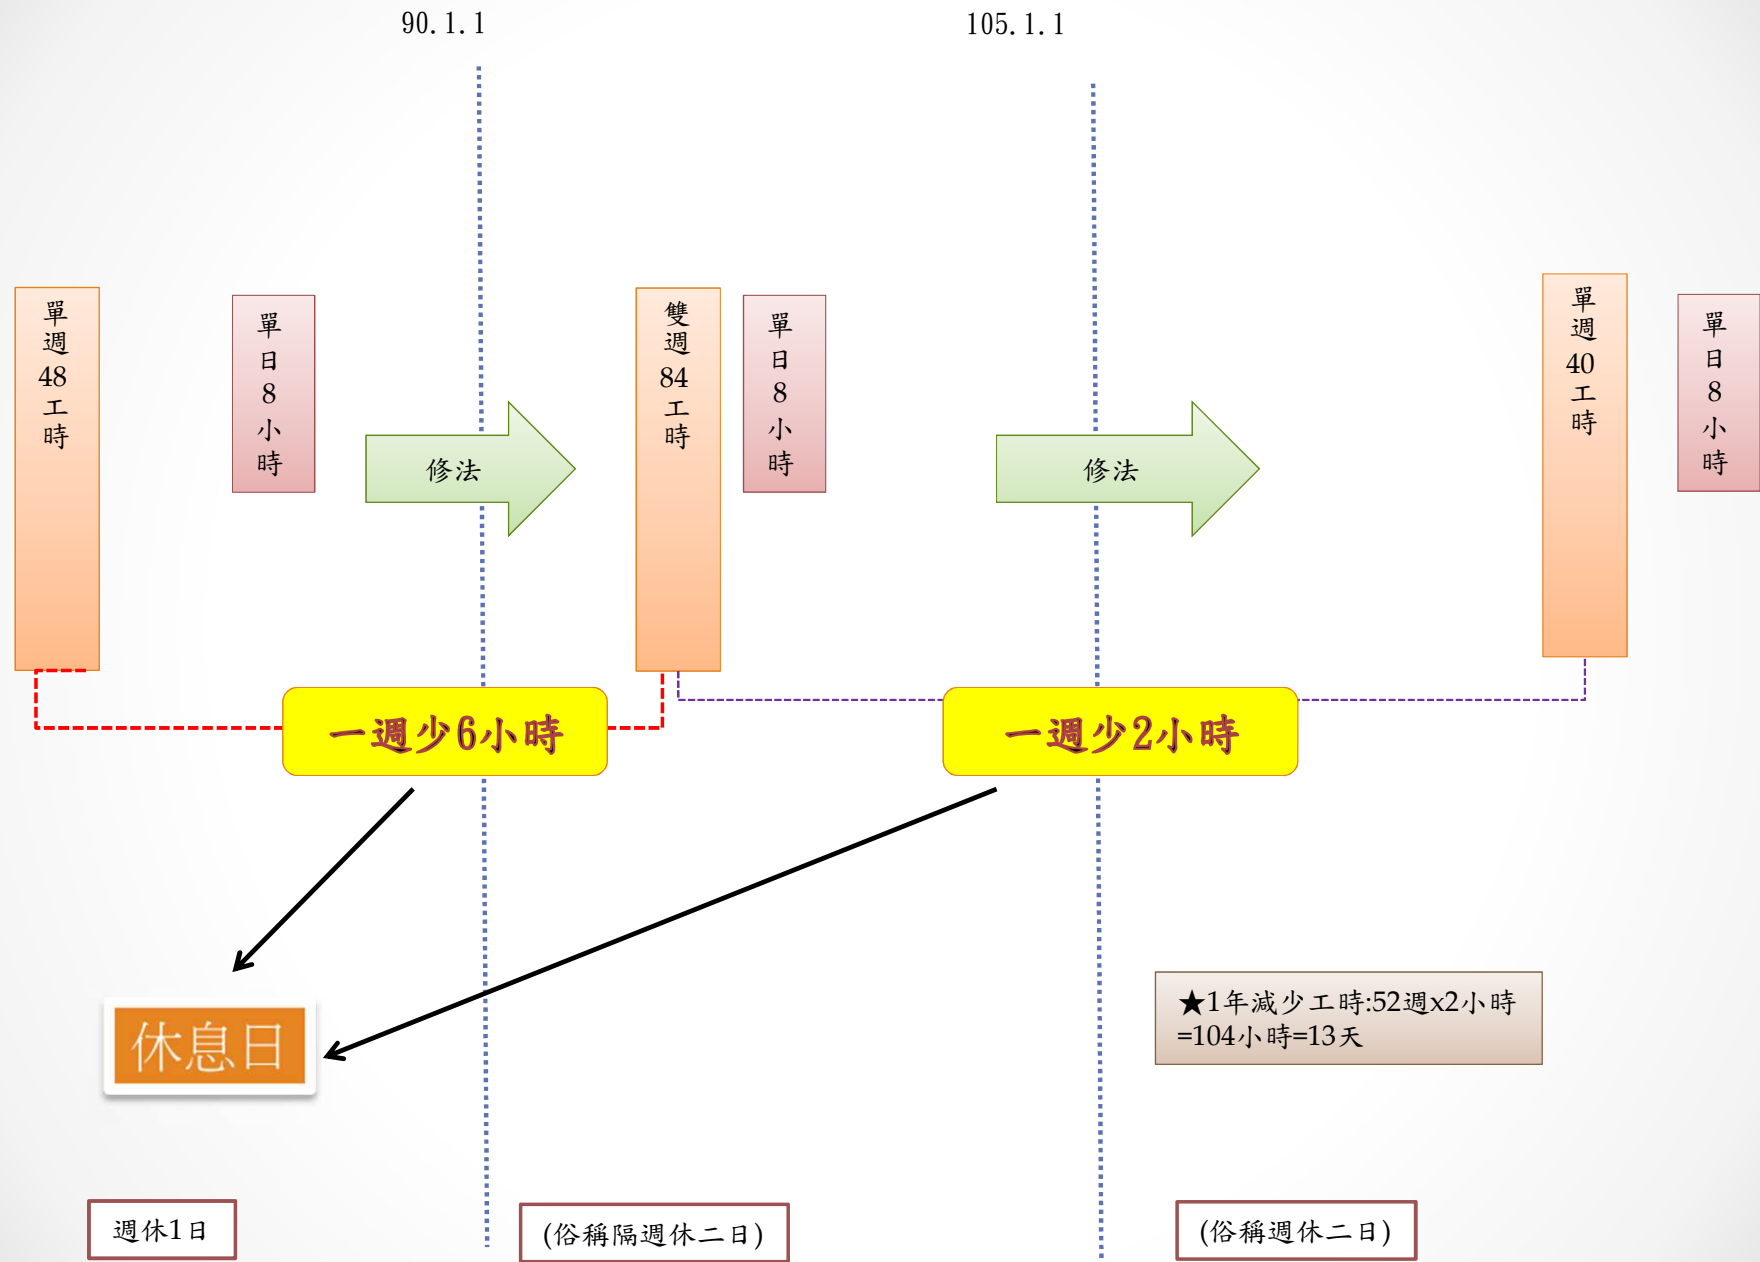 90.1.1
105.1.1
單週48工時
單日8小時
修法
雙週84工時
單日8小時
修法
單週40工時
單日8小時
一週少6小時
一週少2小時
休息日
★1年減少工時:52週x2小時
=104小時=13天
週休1日
(俗稱隔週休二日)
(俗稱週休二日)